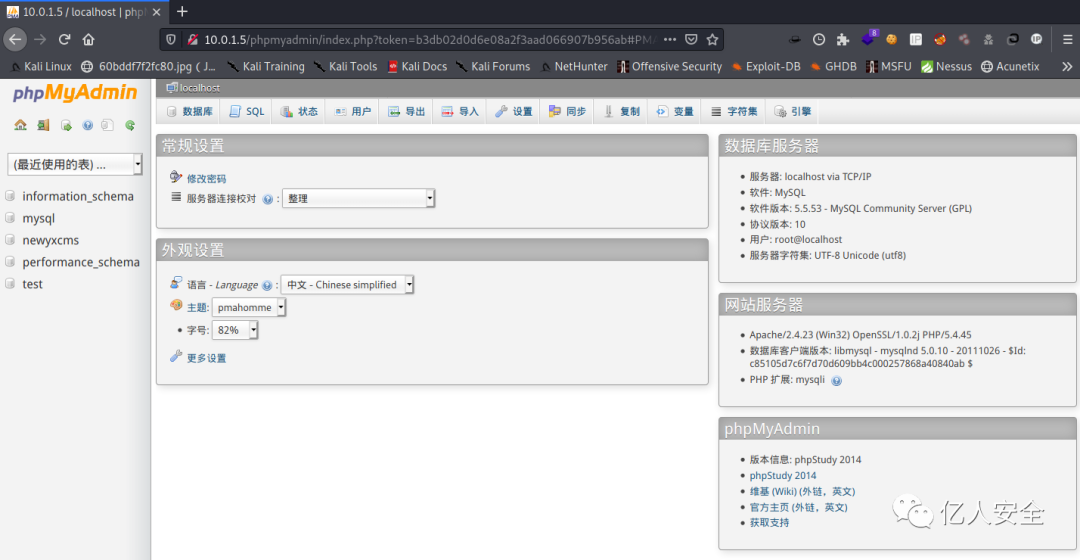 10.0.1.5 / localhost | phpM
10.0.1.5/phpmyadmin/index.php?token=b3db02d0d6e08a2f3aad066907b956ab#PMA
8
IP
Kali Linux
60bddf7f2fc80.jpg ( J...
Kali Training
Kali Tools
Kali Docs
Kali Forums
NetHunter
Offensive Security
Exploit-DB
GHDB
MSFU
Nessus
Acunetix
phpMyAdmin
(最近使用的表) ...
information_schema
mysql
newyxcms
performance_schema
test
localhost
数据库
SQL
状态
用户
导出
导入
设置
同步
复制
变量
字符集
引擎
常规设置
修改密码
服务器连接校对 : 整理
外观设置
语言 - Language : 中文 - Chinese simplified
主题: pmahomme
字号: 82%
更多设置
数据库服务器
服务器: localhost via TCP/IP
软件: MySQL
软件版本: 5.5.53 - MySQL Community Server (GPL)
协议版本: 10
用户: root@localhost
服务器字符集: UTF-8 Unicode (utf8)
网站服务器
Apache/2.4.23 (Win32) OpenSSL/1.0.2j PHP/5.4.45
数据库客户端版本: libmysql - mysqlnd 5.0.10 - 20111026 - $Id:
c85105d7c6f7d70d609bb4c000257868a40840ab $
PHP 扩展: mysqli
phpMyAdmin
版本信息: phpStudy 2014
phpStudy 2014
维基 (Wiki) (外链，英文)
官方主页 (外链，英文)
获取支持
亿人安全